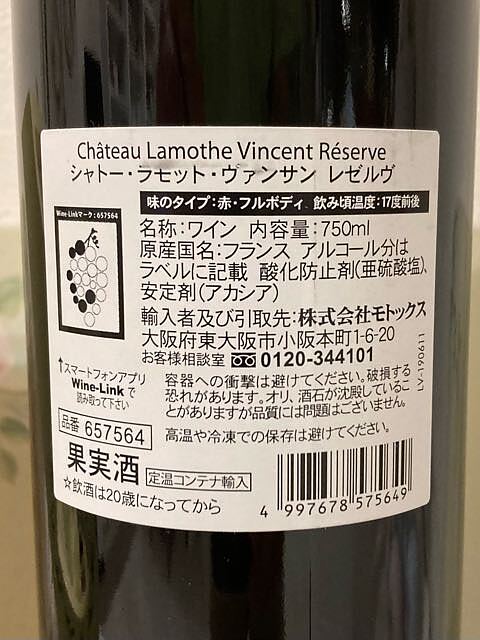 Château Lamothe Vincent Réserve
シャトー・ラモット・ヴァンサン レゼルヴ
味のタイプ:赤・フルボディ 飲み頃温度:17度前後
Wine-Linkマーク:657564
名称:ワイン 内容量:750ml
原産国名:フランス アルコール分は
ラベルに記載 酸化防止剤(亜硫酸塩)、
安定剤(アカシア)
輸入者及び引取先:株式会社モトックス
大阪府東大阪市小阪本町1-6-20
お客様相談室 0120-344101
↑スマートフォンアプリ
Wine-Linkで
読み取って下さい
容器への衝撃は避けてください。破損する
恐れがあります。オリ、酒石が沈殿しているこ
とがありますが品質には問題はございません。
高温や冷凍での保存は避けてください。
LV-190611
品番 657564
果実酒 定温コンテナ輸入
☆飲酒は20歳になってから
4 997678 575649